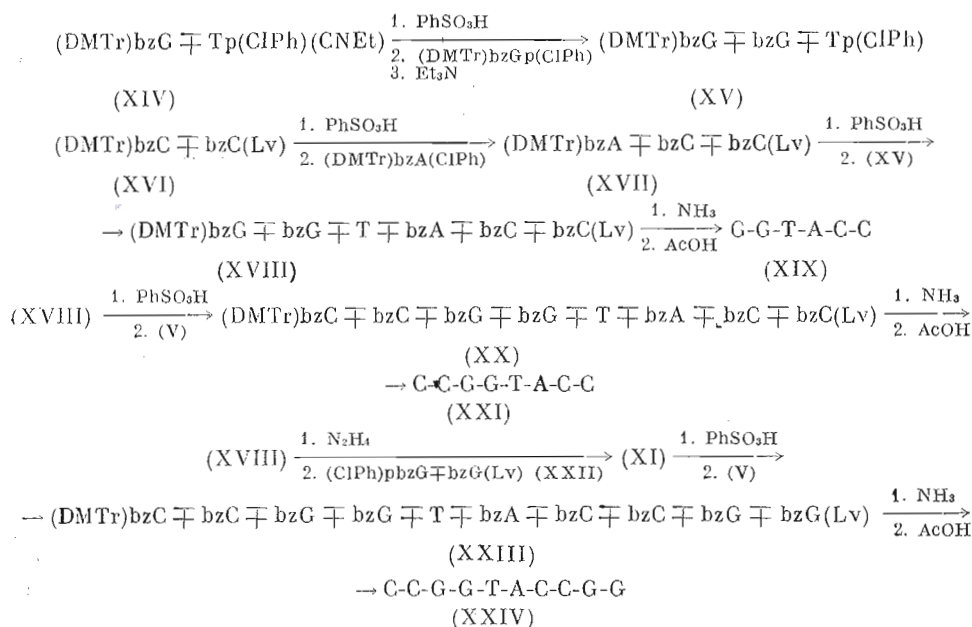 1. PhSO₃H
(DMTr)bzG ∓ Tp(ClPh)(CNEt) → (DMTr)bzG ∓ bzG ∓ Tp(ClPh)
2. (DMTr)bzGp(ClPh)
3. Et₃N
(XIV) (XV)
1. PhSO₃H 1. PhSO₃H
(DMTr)bzC ∓ bzC(Lv) → (DMTr)bzA ∓ bzC ∓ bzC(Lv) →
2. (DMTr)bzA(ClPh) 2. (XV)
(XVI) (XVII)
1. NH₃
→ (DMTr)bzG ∓ bzG ∓ T ∓ bzA ∓ bzC ∓ bzC(Lv) → G-G-T-A-C-C
2. AcOH
(XVIII) (XIX)
1. PhSO₃H 1. NH₃
(XVIII) → (DMTr)bzC ∓ bzC ∓ bzG ∓ bzG ∓ T ∓ bzA ∓ bzC ∓ bzC(Lv) →
2. (V) 2. AcOH
(XX)
→ C-C-G-G-T-A-C-C
(XXI)
1. N₂H₄ 1. PhSO₃H
(XVIII) → (XI) →
2. (ClPh)pbzG∓bzG(Lv) (XXII) 2. (V)
1. NH₃
→ (DMTr)bzC ∓ bzC ∓ bzG ∓ bzG ∓ T ∓ bzA ∓ bzC ∓ bzC ∓ bzG ∓ bzG(Lv) →
2. AcOH
(XXIII)
→ C-C-G-G-T-A-C-C-G-G
(XXIV)